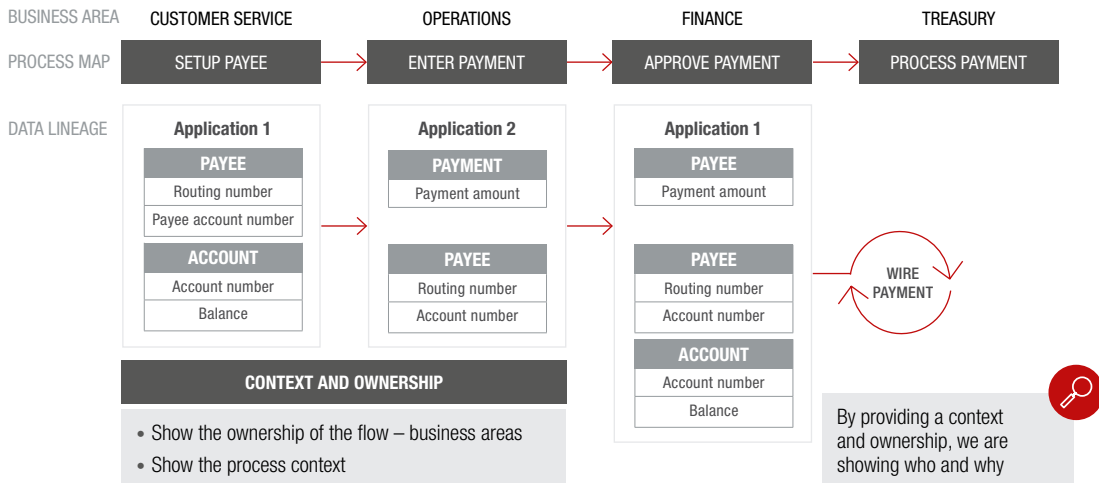 BUSINESS AREA
CUSTOMER SERVICE
OPERATIONS
FINANCE
TREASURY
PROCESS MAP
SETUP PAYEE
ENTER PAYMENT
APPROVE PAYMENT
PROCESS PAYMENT
DATA LINEAGE
Application 1
PAYEE
Routing number
Payee account number
ACCOUNT
Account number
Balance
Application 2
PAYMENT
Payment amount
PAYEE
Routing number
Account number
Application 1
PAYEE
Payment amount
PAYEE
Routing number
Account number
ACCOUNT
Account number
Balance
WIRE
PAYMENT
CONTEXT AND OWNERSHIP
• Show the ownership of the flow – business areas
• Show the process context
By providing a context
and ownership, we are
showing who and why